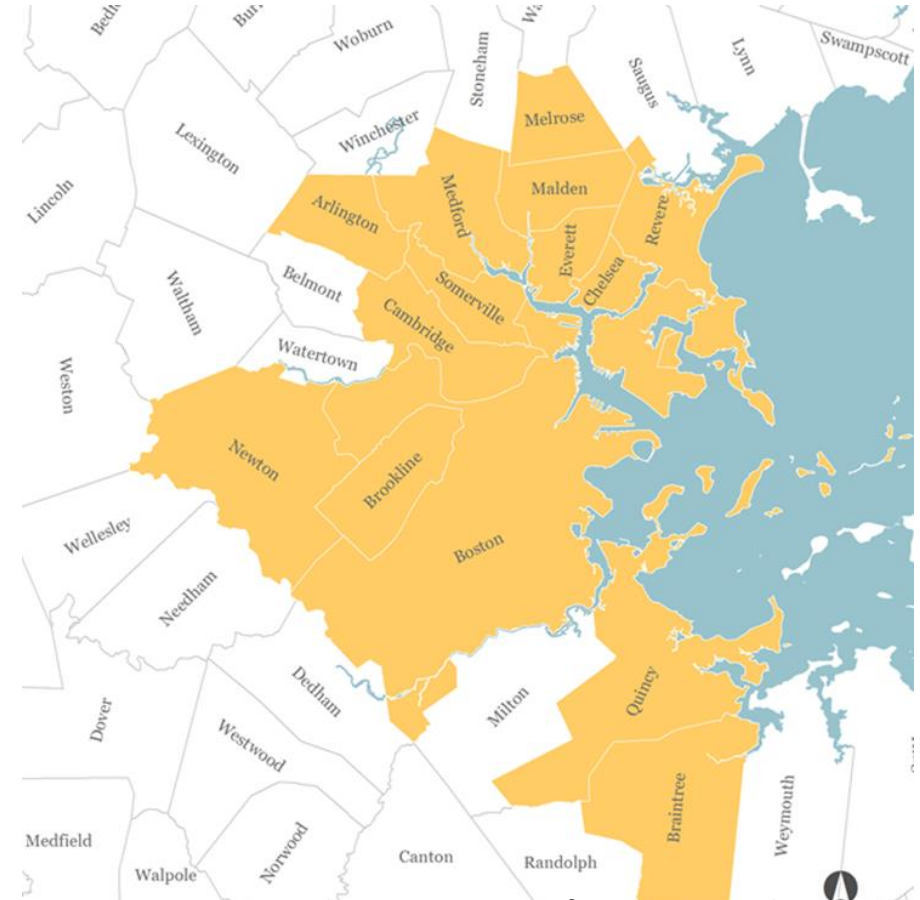 Woburn
Stoneham
Saugus
Lynn
Swampscott
Melrose
Winchester
Lexington
Lincoln
Malden
Medford
Arlington
Revere
Everett
Chelsea
Belmont
Somerville
Waltham
Cambridge
Watertown
Weston
Newton
Brookline
Wellesley
Boston
Needham
Dedham
Milton
Quincy
Dover
Westwood
Braintree
Weymouth
Medfield
Norwood
Canton
Randolph
Walpole